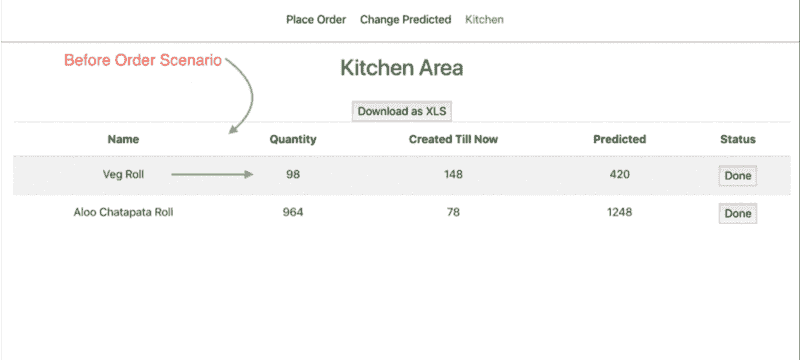 Place Order Change Predicted Kitchen
Before Order Scenario
Kitchen Area
Download as XLS
Name Quantity Created Till Now Predicted Status
Veg Roll 98 148 420 Done
Aloo Chatapata Roll 964 78 1248 Done